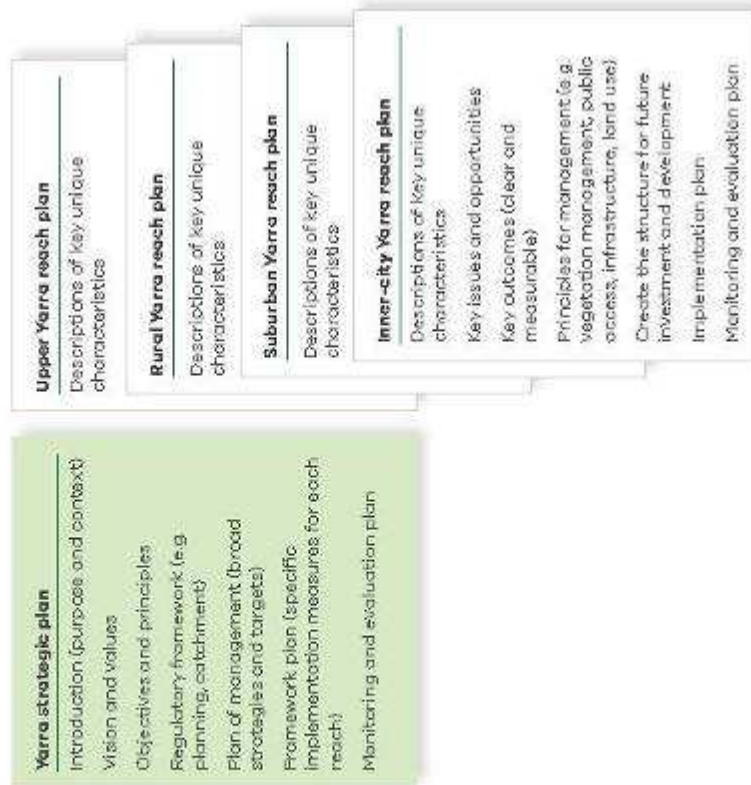 Yarra strategic plan
Introduction (purpose and context)
Vision and values
Objectives and principles
Regulatory framework (e.g.
planning, catchment)
Plan of management (broad
strategies and targets)
Framework plan (specific
implementation measures for each
reach)
Monitoring and evaluation plan
Upper Yarra reach plan
Descriptions of key unique
characteristics
Rural Yarra reach plan
Descriptions of key unique
characteristics
Suburban Yarra reach plan
Descriptions of key unique
characteristics
Inner-city Yarra reach plan
Descriptions of key unique
characteristics
Key issues and opportunities
Key outcomes (clear and
measurable)
Principles for management (e.g.
vegetation management, public
access, infrastructure, land use)
Create the structure for future
investment and development
Implementation plan
Monitoring and evaluation plan